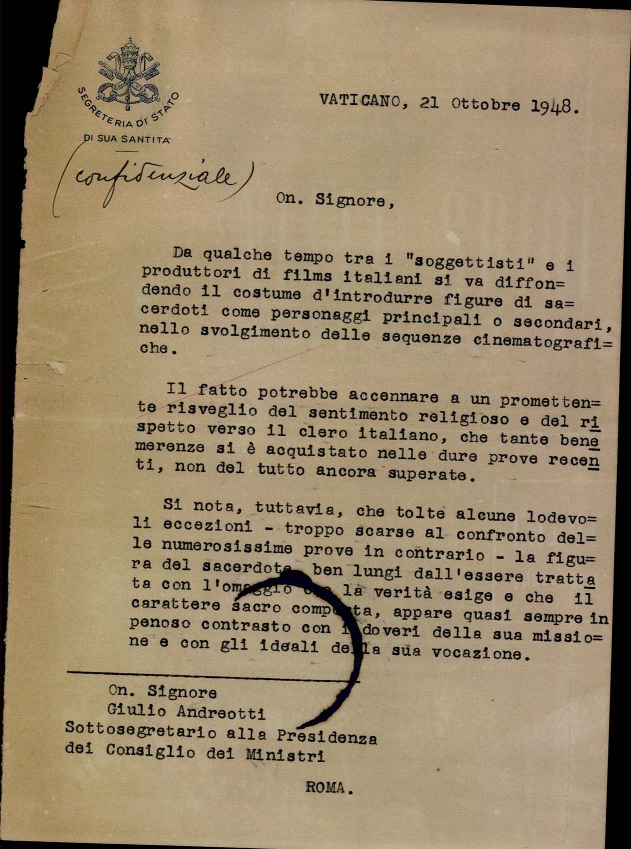 SEGRETERIA DI STATO
DI SUA SANTITA'
(confidenziale)
VATICANO, 21 Ottobre 1948.
On. Signore,
Da qualche tempo tra i "soggettisti" e i
produttori di films italiani si va diffon=
dendo il costume d'introdurre figure di sa=
cerdoti come personaggi principali o secondari,
nello svolgimento delle sequenze cinematografi=
che.
Il fatto potrebbe accennare a un prometten=
te risveglio del sentimento religioso e del ri
spetto verso il clero italiano, che tante bene
merenze si è acquistato nelle dure prove recen
ti, non del tutto ancora superate.
Si nota, tuttavia, che tolte alcune lodevo=
li eccezioni - troppo scarse al confronto del=
le numerosissime prove in contrario - la figu=
ra del sacerdote, ben lungi dall'essere tratta
ta con l'omaggio che la verità esige e che il
carattere sacro comporta, appare quasi sempre in
penoso contrasto con i doveri della sua missio=
ne e con gli ideali della sua vocazione.
On. Signore
Giulio Andreotti
Sottosegretario alla Presidenza
dei Consiglio dei Ministri
ROMA.